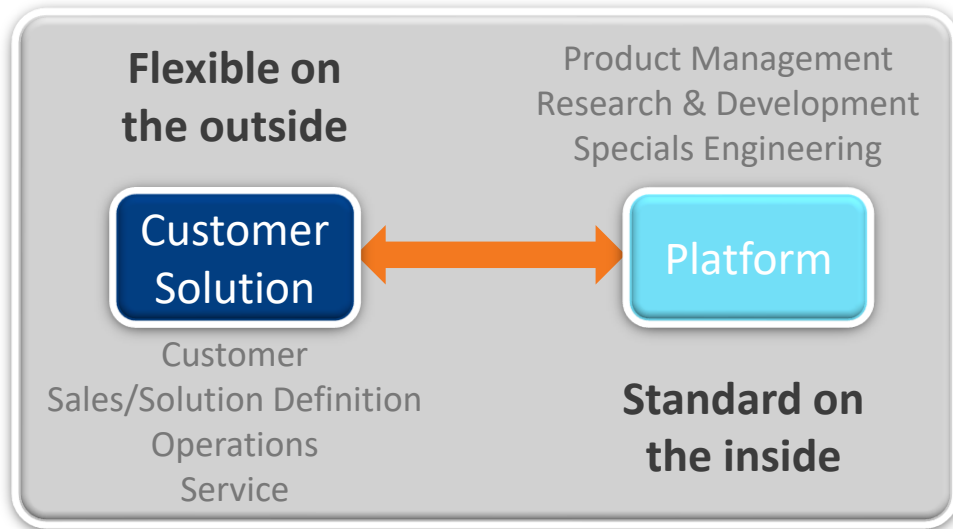 Flexible on
the outside
Customer
Solution
Customer
Sales/Solution Definition
Operations
Service
Product Management
Research & Development
Specials Engineering
Platform
Standard on
the inside